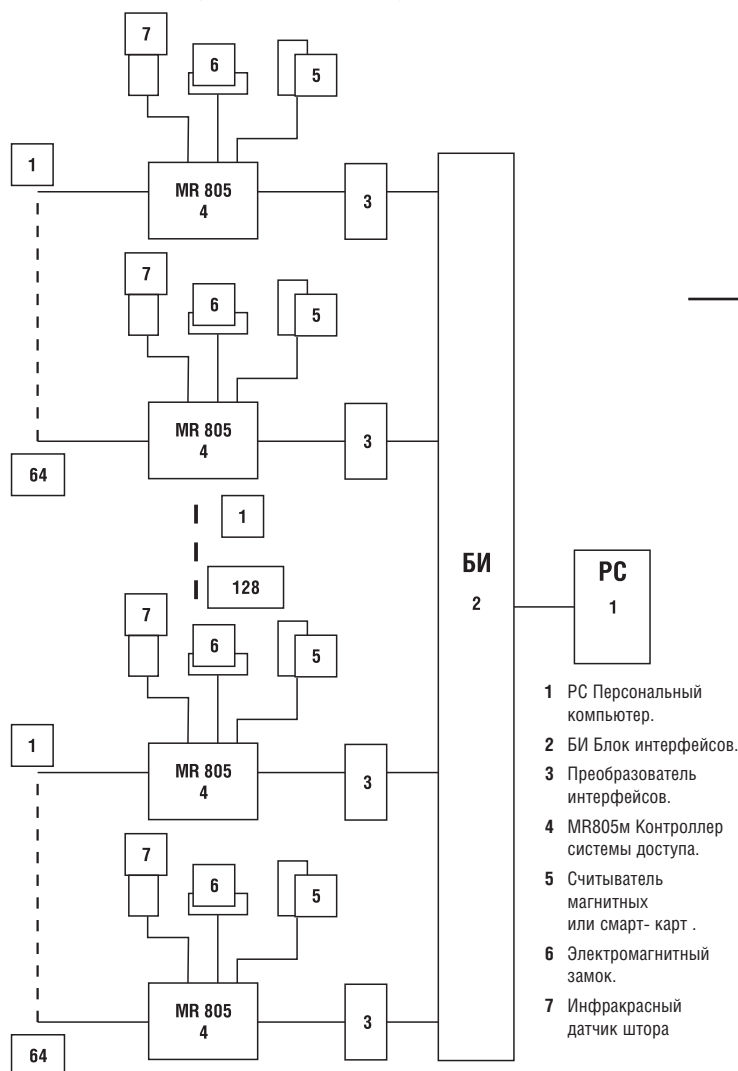 7
6
5
1
MR 805
4
3
7
6
5
MR 805
4
3
64
1
128
БИ
2
PC
1
7
6
5
1
MR 805
4
3
7
6
5
MR 805
4
3
64
1 PC Персональный
компьютер.
2 БИ Блок интерфейсов.
3 Преобразователь
интерфейсов.
4 MR805м Контроллер
системы доступа.
5 Считыватель
магнитных
или смарт- карт .
6 Электромагнитный
замок.
7 Инфракрасный
датчик штора